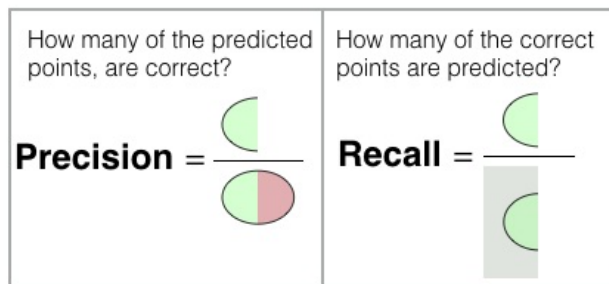 How many of the predicted
points, are correct?
Precision =
How many of the correct
points are predicted?
Recall =